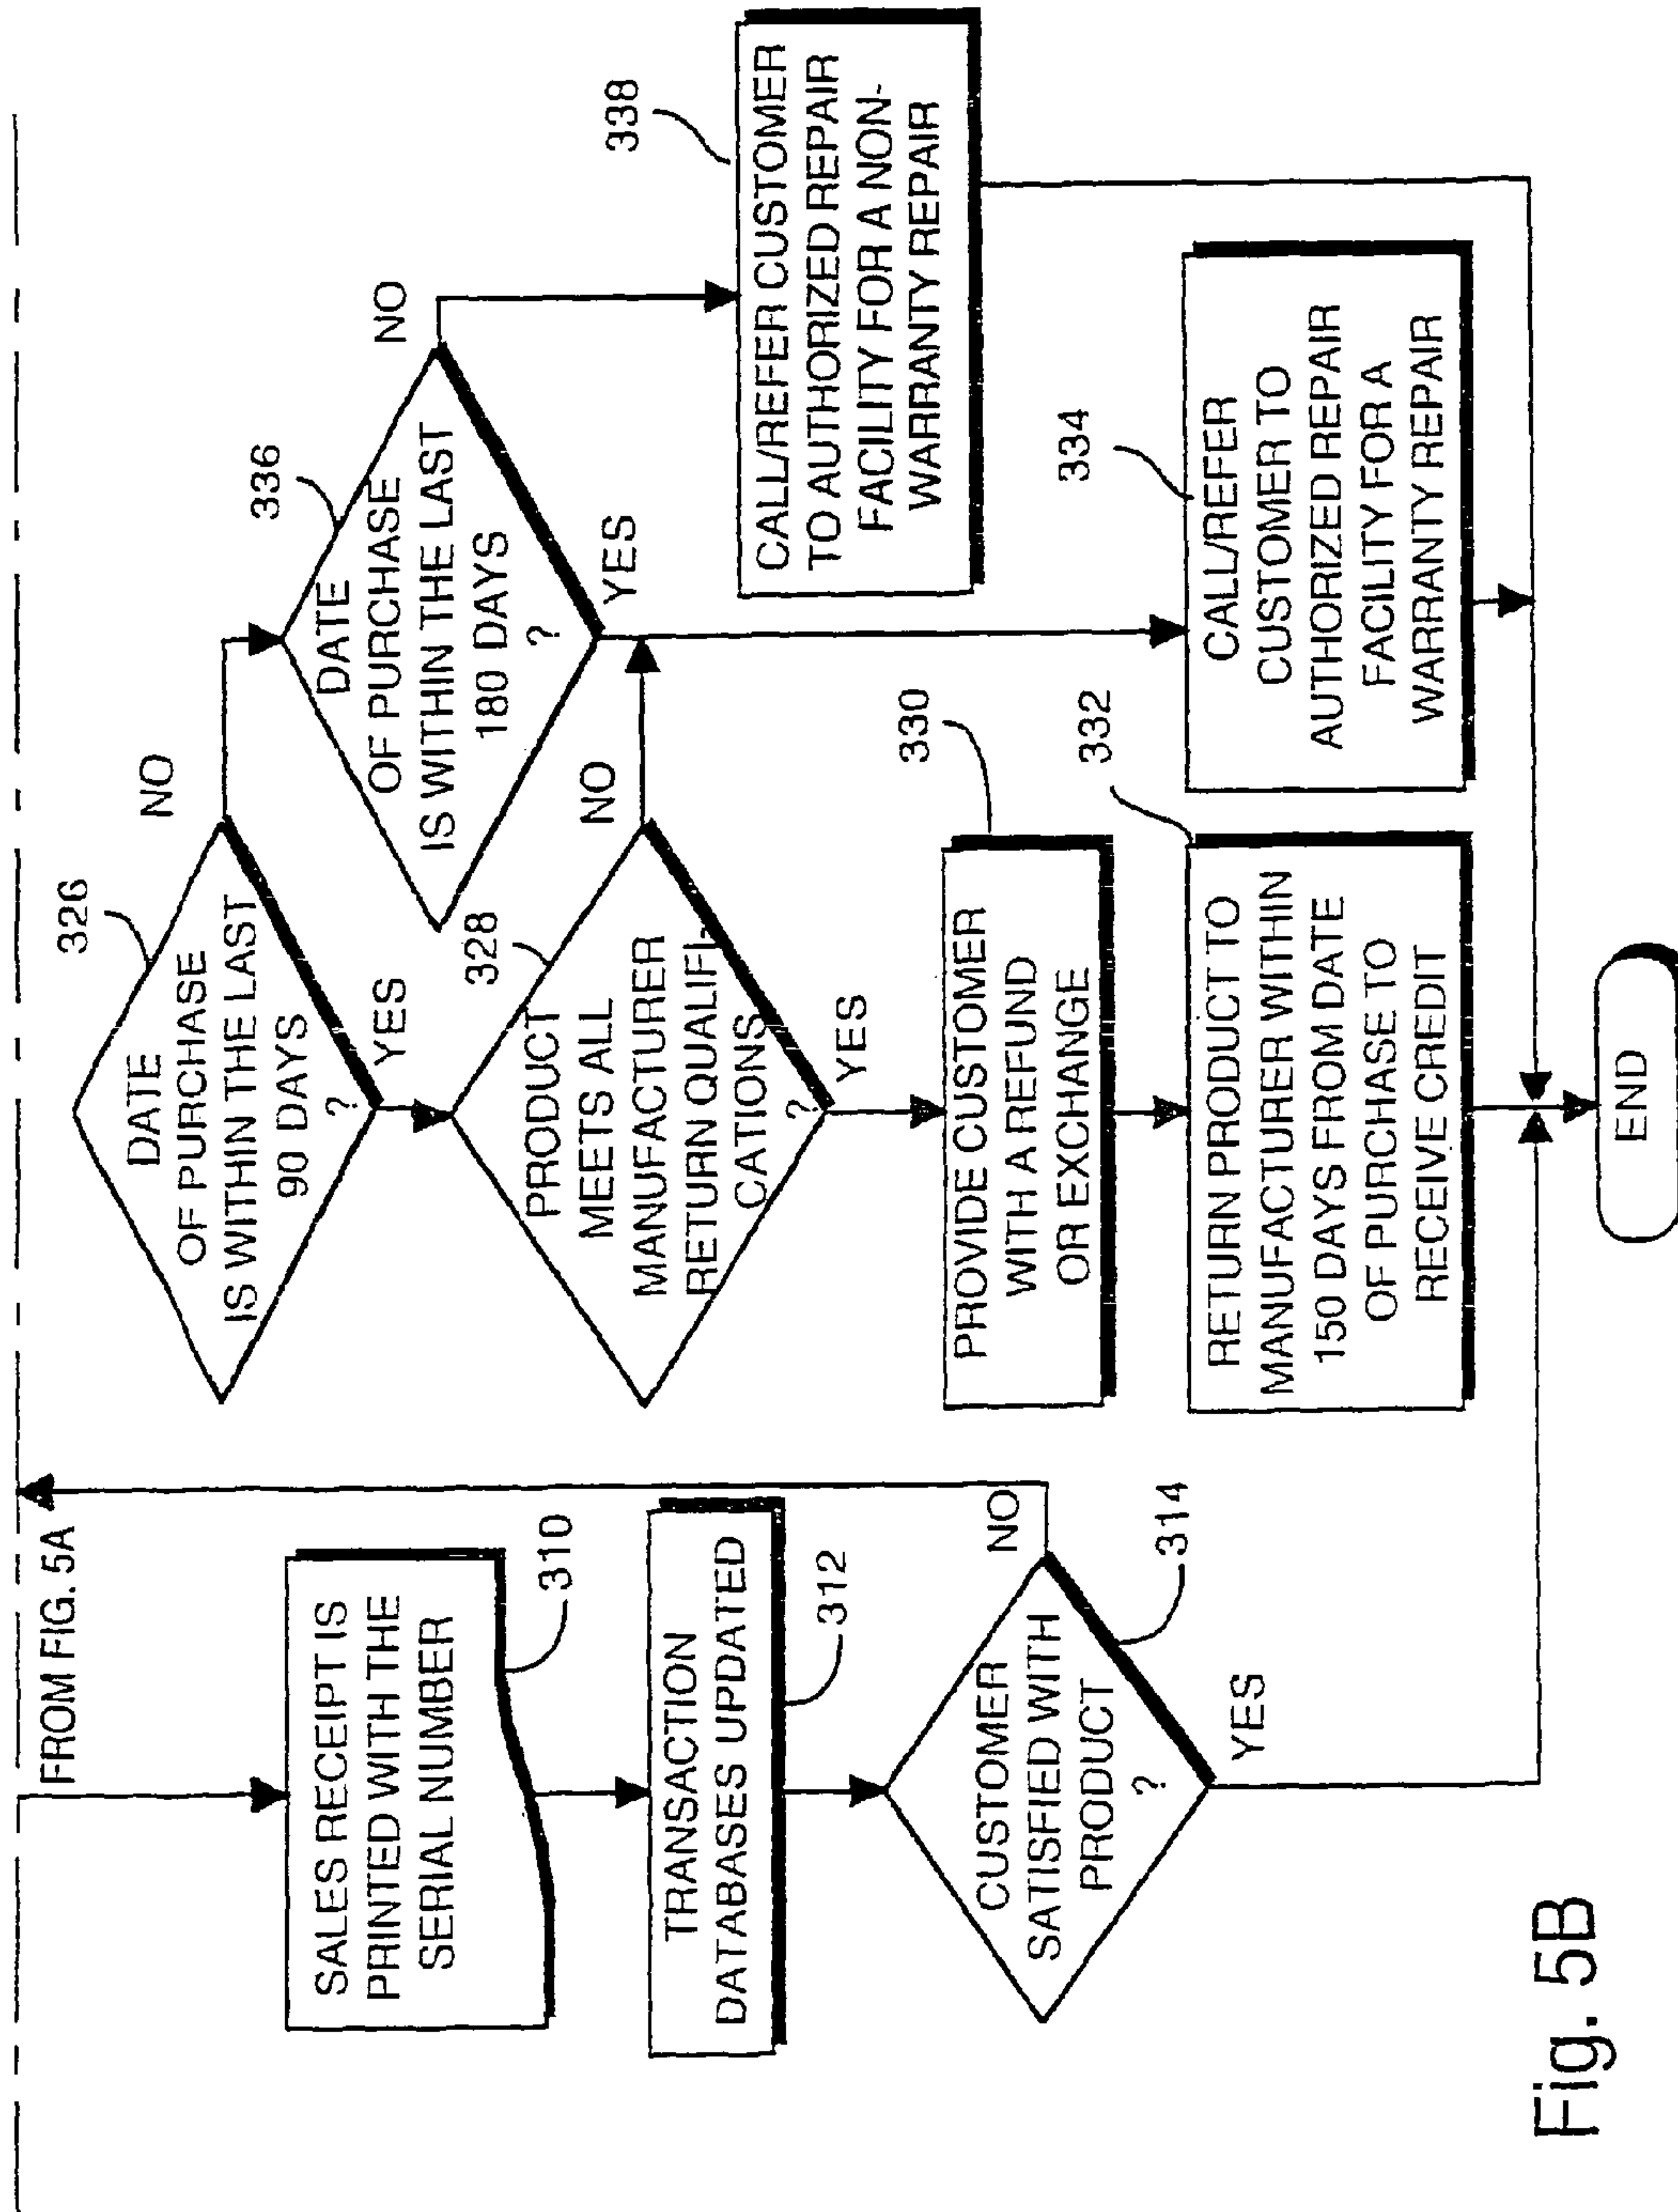 FROM FIG. 5A
SALES RECEIPT IS
PRINTED WITH THE
SERIAL NUMBER
310
TRANSACTION
DATABASES UPDATED
312
CUSTOMER
SATISFIED WITH
PRODUCT
?
NO
314
YES
DATE
OF PURCHASE
IS WITHIN THE LAST
90 DAYS
?
326
NO
YES
PRODUCT
MEETS ALL
MANUFACTURER
RETURN QUALIFI-
CATIONS
?
328
NO
YES
PROVIDE CUSTOMER
WITH A REFUND
OR EXCHANGE
330
RETURN PRODUCT TO
MANUFACTURER WITHIN
150 DAYS FROM DATE
OF PURCHASE TO
RECEIVE CREDIT
332
DATE
OF PURCHASE
IS WITHIN THE LAST
180 DAYS
?
336
NO
YES
CALL/REFER CUSTOMER
TO AUTHORIZED REPAIR
FACILITY FOR A NON-
WARRANTY REPAIR
338
CALL/REFER
CUSTOMER TO
AUTHORIZED REPAIR
FACILITY FOR A
WARRANTY REPAIR
334
END
Fig. 5B